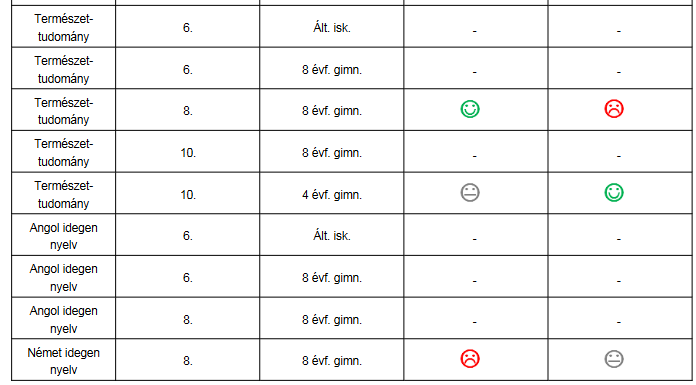 Természet-
tudomány
6.
Ált. isk.
-
-
Természet-
tudomány
6.
8 évf. gimn.
-
-
Természet-
tudomány
8.
8 évf. gimn.
Természet-
tudomány
10.
8 évf. gimn.
-
-
Természet-
tudomány
10.
4 évf. gimn.
Angol idegen
nyelv
6.
Ált. isk.
-
-
Angol idegen
nyelv
6.
8 évf. gimn.
-
-
Angol idegen
nyelv
8.
8 évf. gimn.
-
-
Német idegen
nyelv
8.
8 évf. gimn.